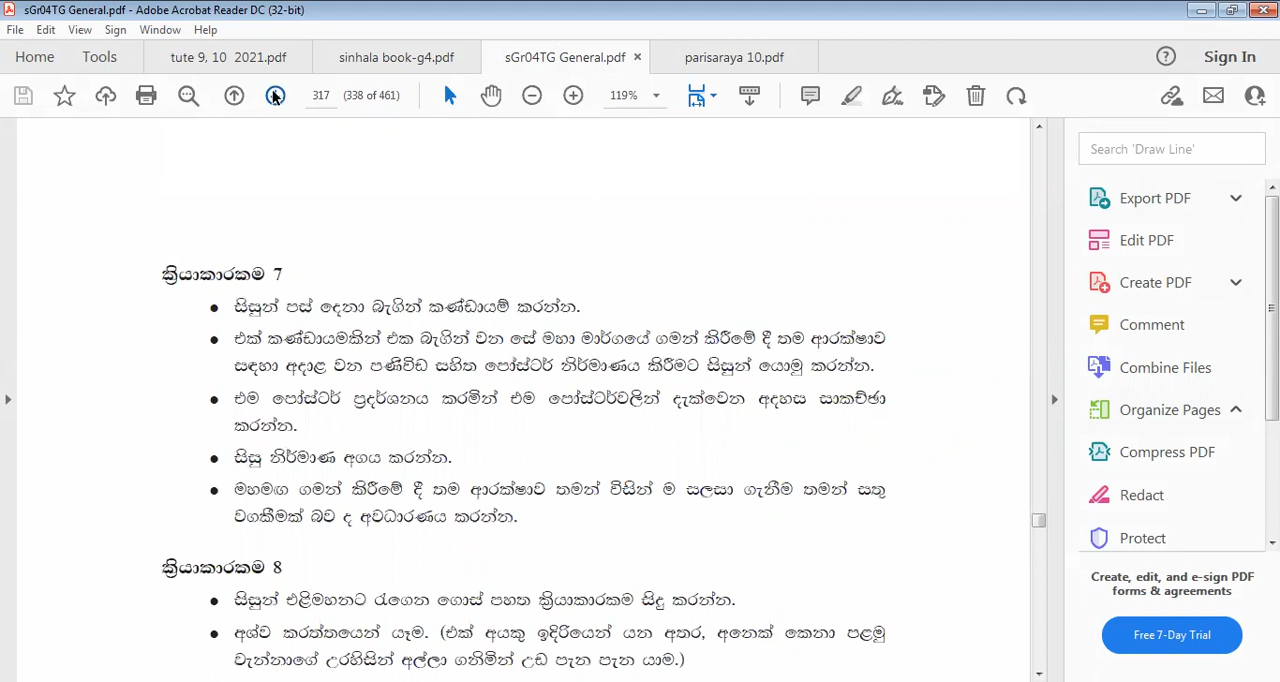 sGr04TG General.pdf - Adobe Acrobat Reader DC (32-bit)
File Edit View Sign Window Help
Home Tools tute 9, 10 2021.pdf sinhala book-g4.pdf sGr04TG General.pdf × parisaraya 10.pdf Sign In
317 (338 of 461) 119%
Search 'Draw Line'
Export PDF
Edit PDF
Create PDF
Comment
Combine Files
Organize Pages
Compress PDF
Redact
Protect
Create, edit, and e-sign PDF
forms & agreements
Free 7-Day Trial
ක්‍රියාකාරකම 7
• සිසුන් පස් දෙනා බැගින් කණ්ඩායම් කරන්න.
• එක් කණ්ඩායමකින් එක බැගින් වන සේ මහා මාර්ගයේ ගමන් කිරීමේ දී තම ආරක්ෂාව
සඳහා අදාළ වන පණිවිඩ සහිත පෝස්ටර් නිර්මාණය කිරීමට සිසුන් යොමු කරන්න.
• එම පෝස්ටර් ප්‍රදර්ශනය කරමින් එම පෝස්ටර්වලින් දැක්වෙන අදහස සාකච්ඡා
කරන්න.
• සිසු නිර්මාණ අගය කරන්න.
• මහමඟ ගමන් කිරීමේ දී තම ආරක්ෂාව තමන් විසින් ම සලසා ගැනීම තමන් සතු
වගකීමක් බව ද අවධාරණය කරන්න.
ක්‍රියාකාරකම 8
• සිසුන් එළිමහනට රැගෙන ගොස් පහත ක්‍රියාකාරකම සිදු කරන්න.
• අශ්ව කරත්තයෙන් යෑම. (එක් අයකු ඉදිරියෙන් යන අතර, අනෙක් කෙනා පළමු
වැන්නාගේ උරහිසින් අල්ලා ගනිමින් උඩ පැන පැන යාම.)